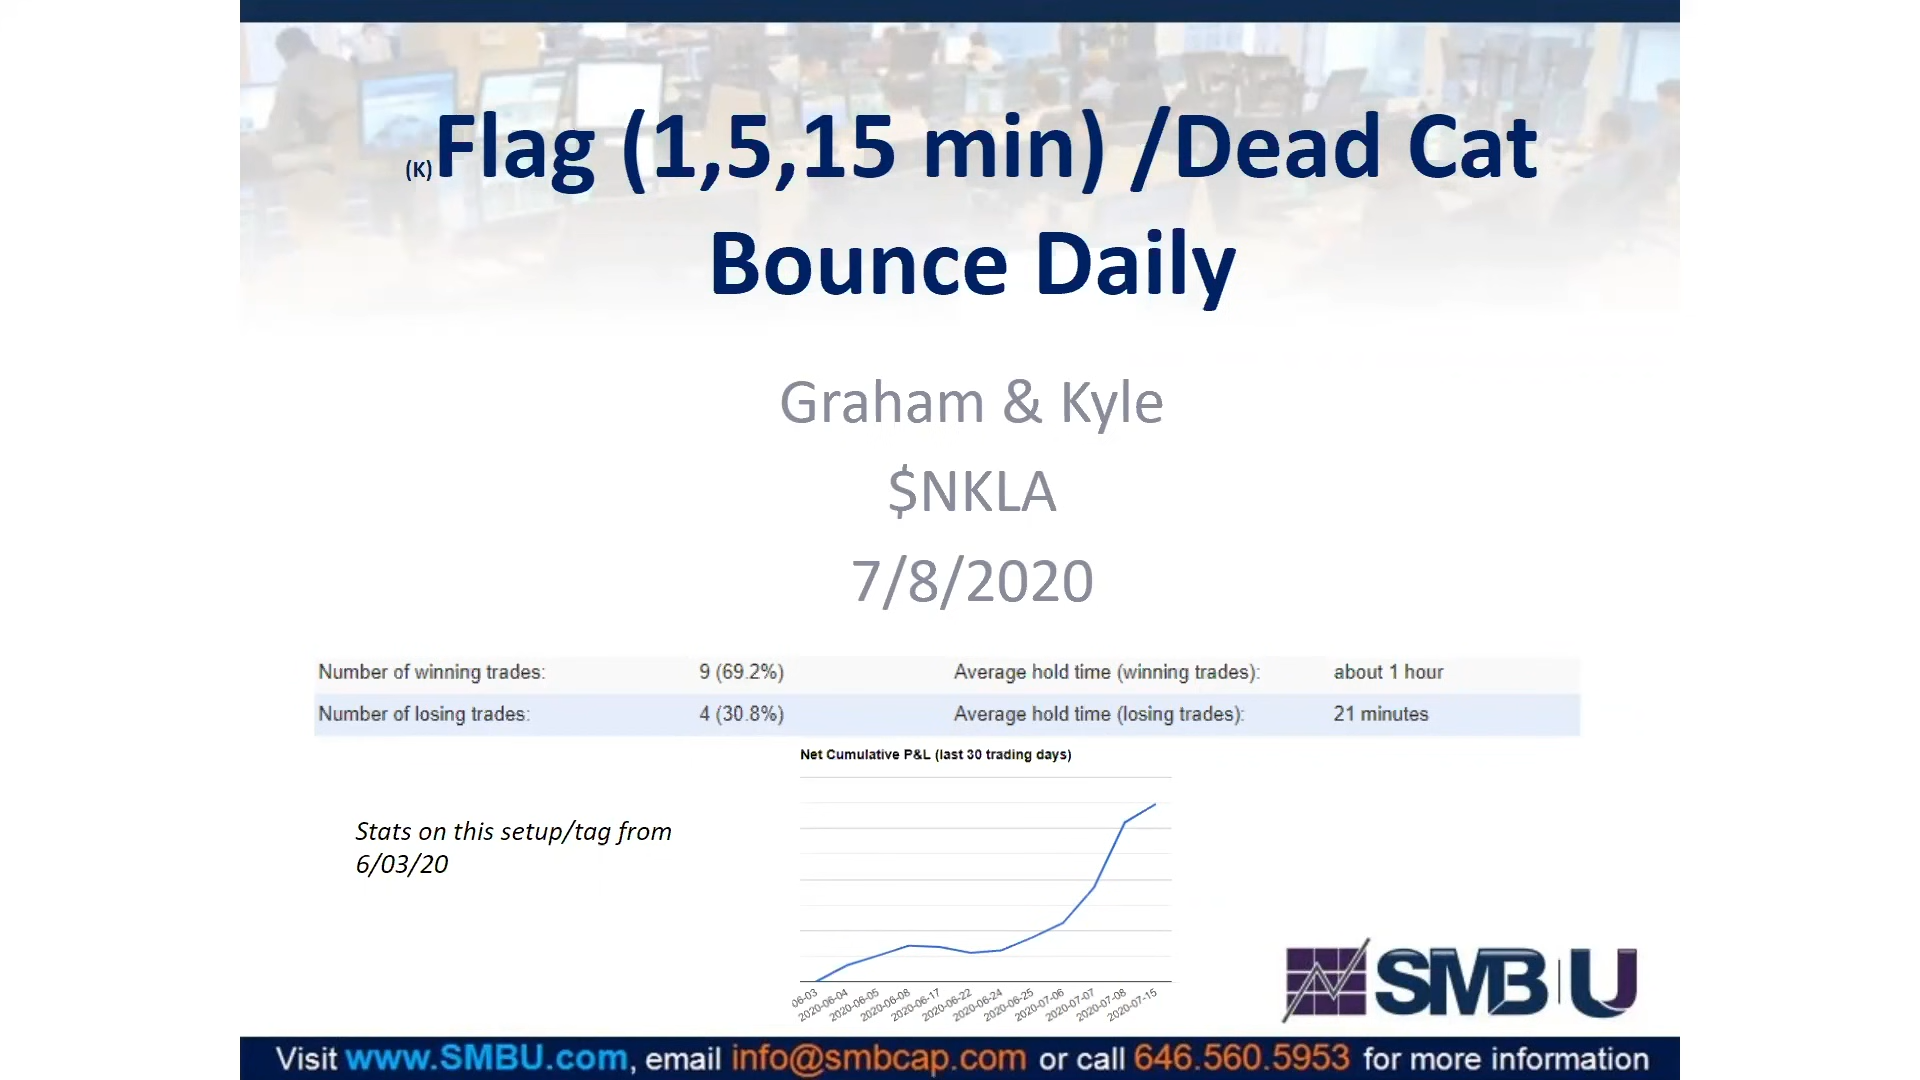 (K)Flag (1,5,15 min) /Dead Cat
Bounce Daily
Graham & Kyle
$NKLA
7/8/2020
Number of winning trades: 9 (69.2%) Average hold time (winning trades): about 1 hour
Number of losing trades: 4 (30.8%) Average hold time (losing trades): 21 minutes
Net Cumulative P&L (last 30 trading days)
Stats on this setup/tag from
6/03/20
06-03 2020-06-04 2020-06-05 2020-06-08 2020-06-17 2020-06-22 2020-06-24 2020-06-25 2020-07-06 2020-07-07 2020-07-08 2020-07-15
SMB U
Visit www.SMBU.com, email info@smbcap.com or call 646.560.5953 for more information